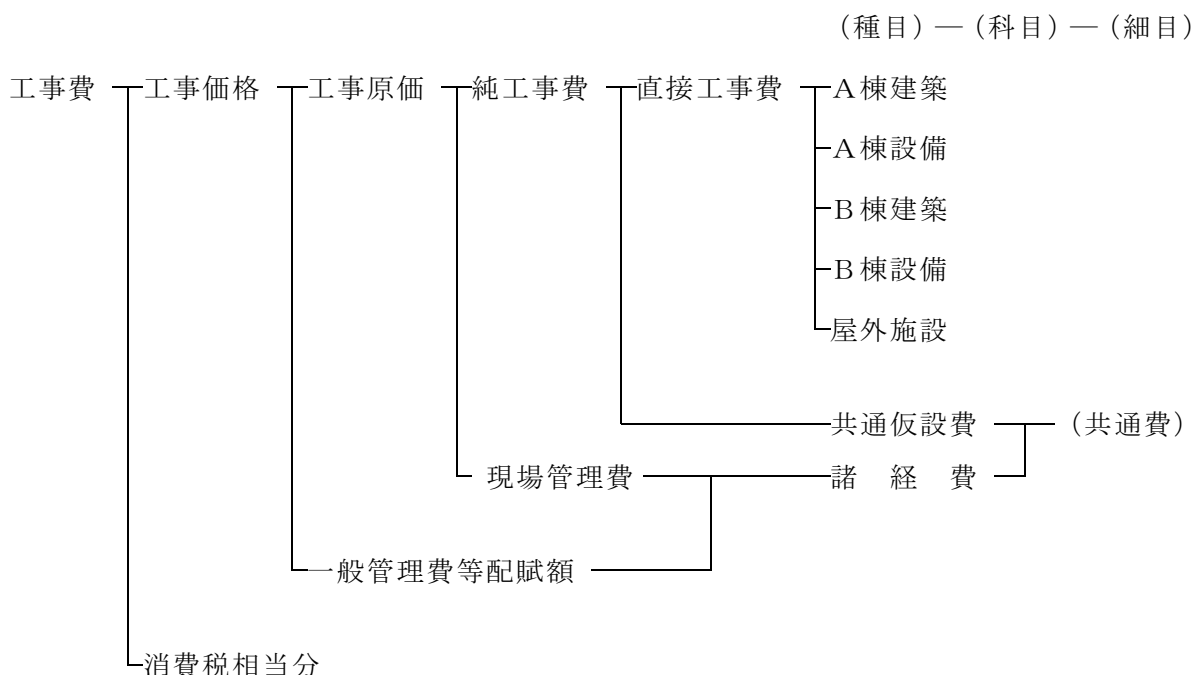 （種目）―（科目）―（細目）
工事費 工事価格 工事原価 純工事費 直接工事費 Ａ棟建築
Ａ棟設備
Ｂ棟建築
Ｂ棟設備
屋外施設
共通仮設費 （共通費）
現場管理費 諸　経　費
一般管理費等配賦額
消費税相当分